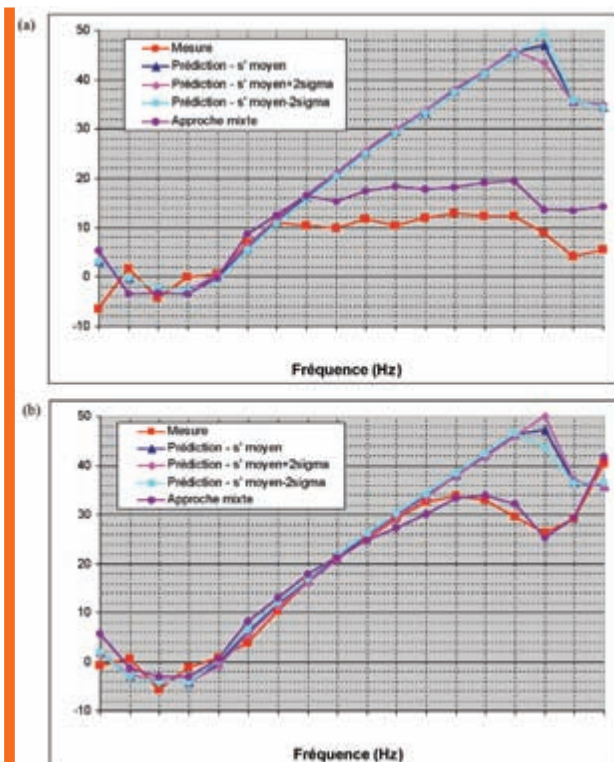 (a)
50
40
30
20
10
0
-10
Mesure
Prédiction - s' moyen
Prédiction - s' moyen+2sigma
Prédiction - s' moyen-2sigma
Approche mixte
Fréquence (Hz)
(b)
50
40
30
20
10
0
-10
Mesure
Prédiction - s' moyen
Prédiction - s' moyen+2sigma
Prédiction - s' moyen-2sigma
Approche mixte
Fréquence (Hz)